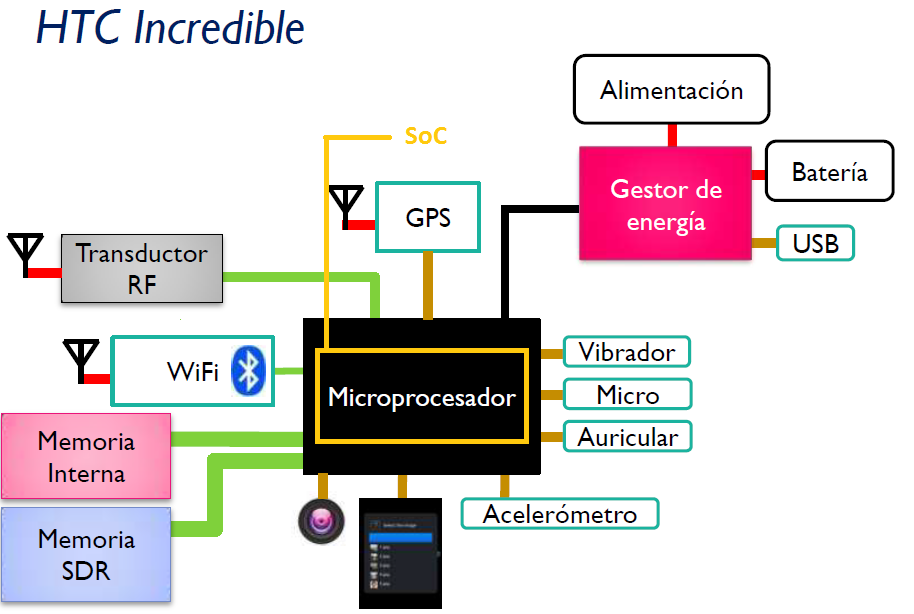 HTC Incredible
Alimentación
SoC
Gestor de
energía
Batería
GPS
USB
Transductor
RF
WiFi
Vibrador
Microprocesador
Micro
Auricular
Memoria
Interna
Acelerómetro
Memoria
SDR